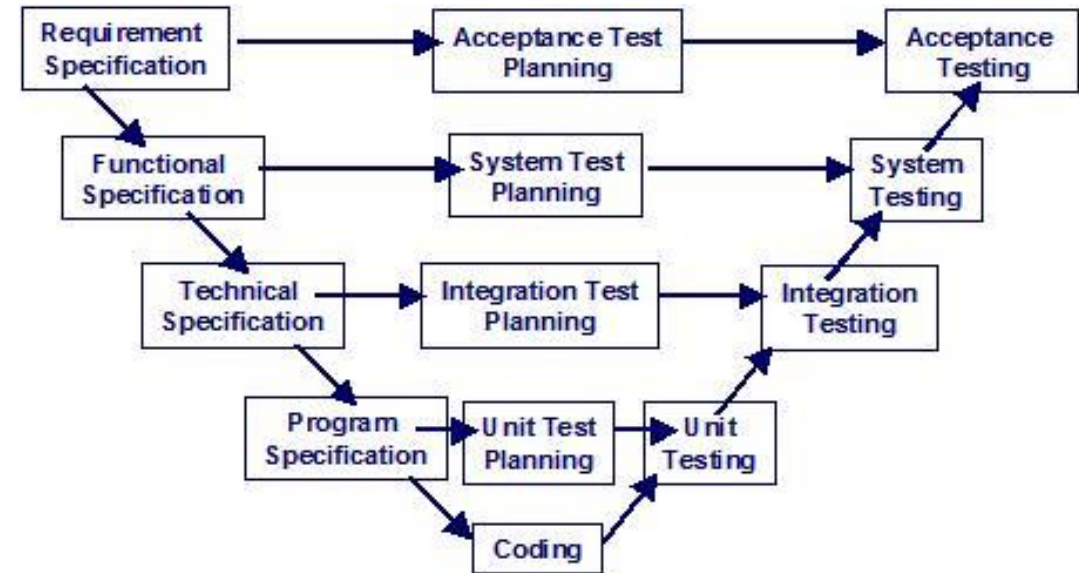 Requirement
Specification
Acceptance Test
Planning
Acceptance
Testing
Functional
Specification
System Test
Planning
System
Testing
Technical
Specification
Integration Test
Planning
Integration
Testing
Program
Specification
Unit Test
Planning
Unit
Testing
Coding